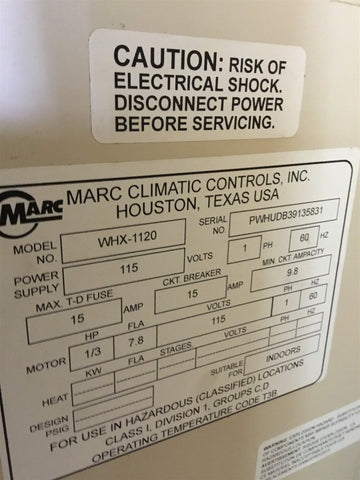 CAUTION: RISK OF
ELECTRICAL SHOCK.
DISCONNECT POWER
BEFORE SERVICING.
MARC
MARC CLIMATIC CONTROLS, INC.
HOUSTON, TEXAS USA
MODEL NO. WHX-1120 SERIAL NO. PWHUDB39135831
POWER SUPPLY 115 VOLTS 1 PH 60 HZ
MAX. T-D FUSE CKT. BREAKER MIN. CKT. AMPACITY
15 AMP 15 AMP 9.8
HP FLA VOLTS PH HZ
MOTOR 1/3 7.8 115 1 60
KW FLA STAGES
HEAT
DESIGN PSIG SUITABLE FOR: INDOORS
FOR USE IN HAZARDOUS (CLASSIFIED) LOCATIONS
CLASS I, DIVISION 1, GROUPS C,D
OPERATING TEMPERATURE CODE T3B